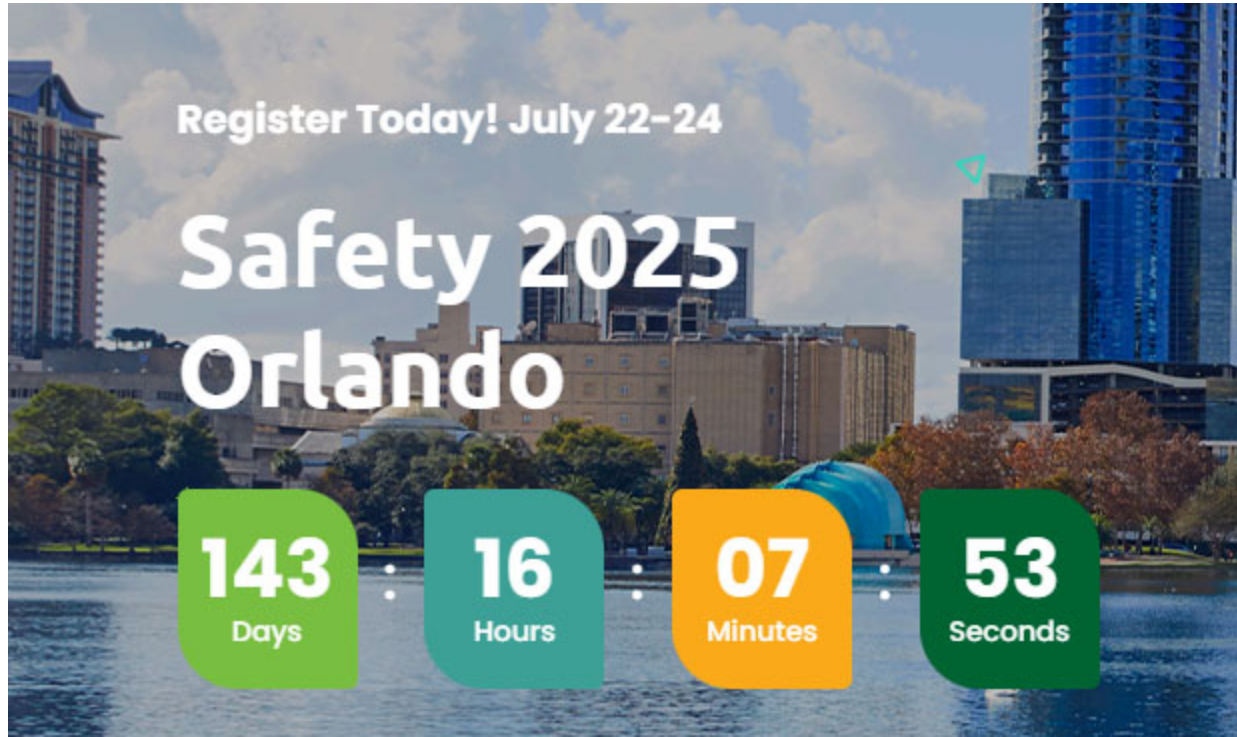 Register Today! July 22-24
Safety 2025
Orlando
143 : 16 : 07 : 53
Days Hours Minutes Seconds